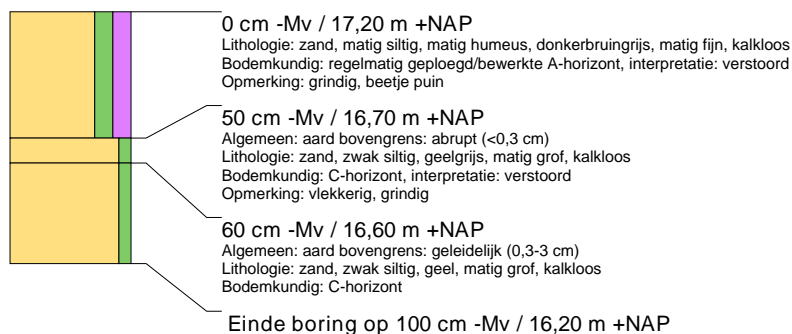 0 cm -Mv / 17,20 m +NAP
Lithologie: zand, matig siltig, matig humeus, donkerbruingrijs, matig fijn, kalkloos
Bodemkundig: regelmatig geploegd/bewerkte A-horizont, interpretatie: verstoord
Opmerking: grindig, beetje puin
50 cm -Mv / 16,70 m +NAP
Algemeen: aard bovengrens: abrupt (<0,3 cm)
Lithologie: zand, zwak siltig, geelgrijs, matig grof, kalkloos
Bodemkundig: C-horizont, interpretatie: verstoord
Opmerking: vlekkerig, grindig
60 cm -Mv / 16,60 m +NAP
Algemeen: aard bovengrens: geleidelijk (0,3-3 cm)
Lithologie: zand, zwak siltig, geel, matig grof, kalkloos
Bodemkundig: C-horizont
Einde boring op 100 cm -Mv / 16,20 m +NAP